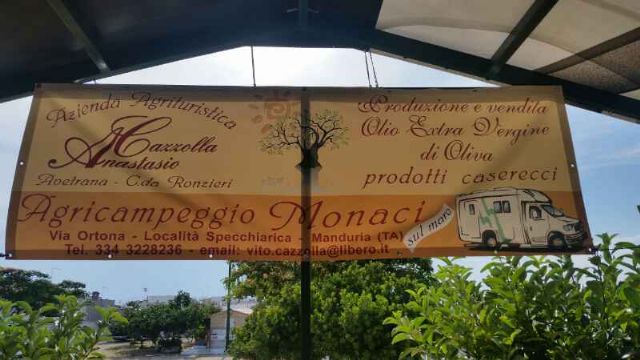 Azienda Agrituristica
Cazzolla
Anastasio
Avetrana - C.da Ronzieri
Produzione e vendita
Olio Extra Vergine
di Oliva
prodotti caserecci
Agricampeggio Monaci
sul mare
Via Ortona - Località Specchiarica - Manduria (TA)
Tel. 334 3228236 - email: vito.cazzolla@libero.it